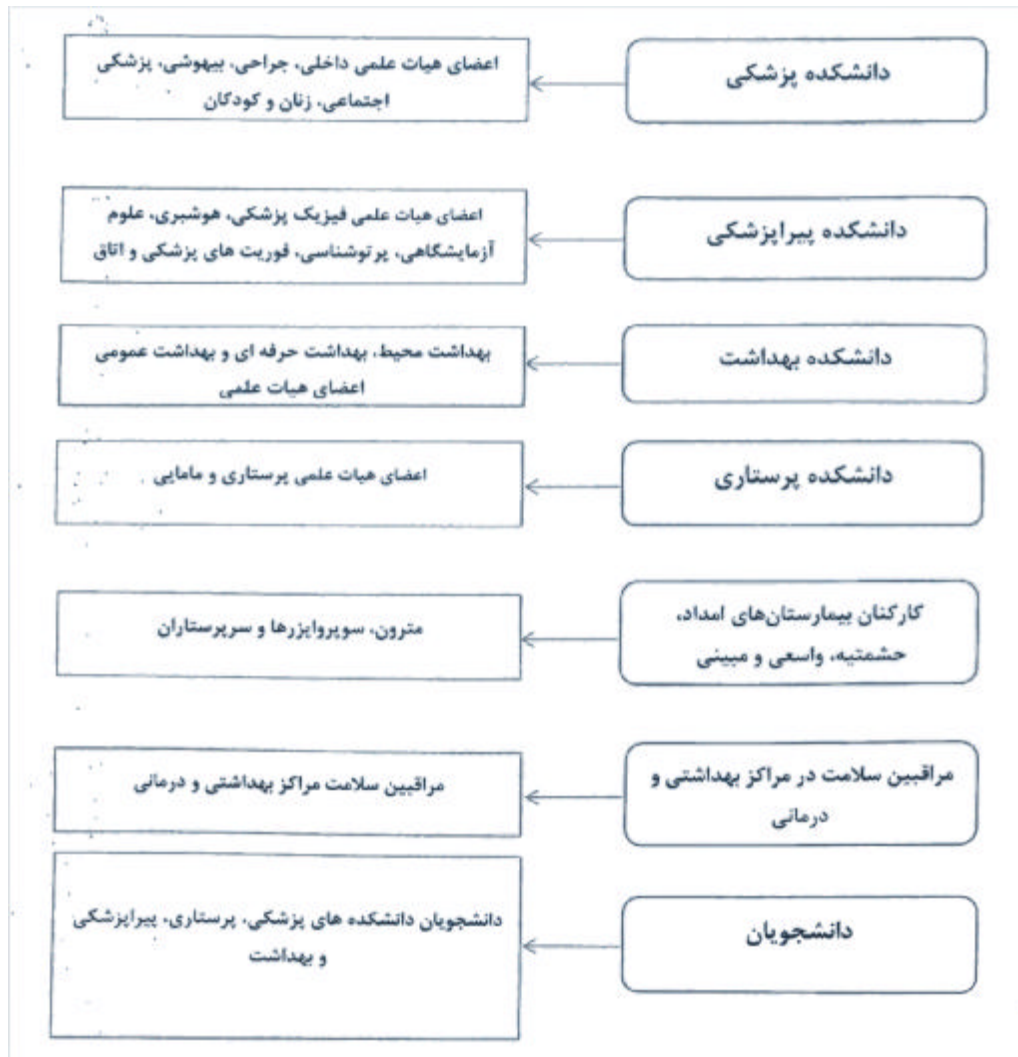 دانشکده پزشکی
اعضای هیات علمی داخلی، جراحی، بیهوشی، پزشکی
اجتماعی، زنان و کودکان
دانشکده پیراپزشکی
اعضای هیات علمی فیزیک پزشکی، هوشبری، علوم
آزمایشگاهی، پرتوشناسی، فوریت های پزشکی و اتاق
دانشکده بهداشت
بهداشت محیط، بهداشت حرفه ای و بهداشت عمومی
اعضای هیات علمی
دانشکده پرستاری
اعضای هیات علمی پرستاری و مامایی
کارکنان بیمارستان‌های امداد،
حشمتیه، واسعی و مبینی
مترون، سوپروایزرها و سرپرستاران
مراقبین سلامت در مراکز بهداشتی و
درمانی
مراقبین سلامت مراکز بهداشتی و درمانی
دانشجویان
دانشجویان دانشکده های پزشکی، پرستاری، پیراپزشکی
و بهداشت